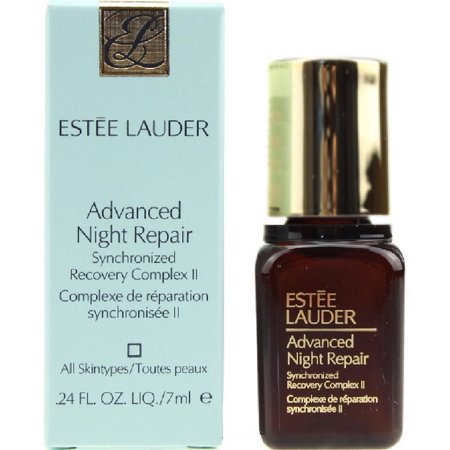 EL
ESTĒE LAUDER
Advanced
Night Repair
Synchronized
Recovery Complex II
Complexe de réparation
synchronisée II
All Skintypes/Toutes peaux
.24 FL. OZ. LIQ./7ml e
ESTĒE
LAUDER
Advanced
Night Repair
Synchronized
Recovery Complex II
Complexe de réparation
synchronisée II